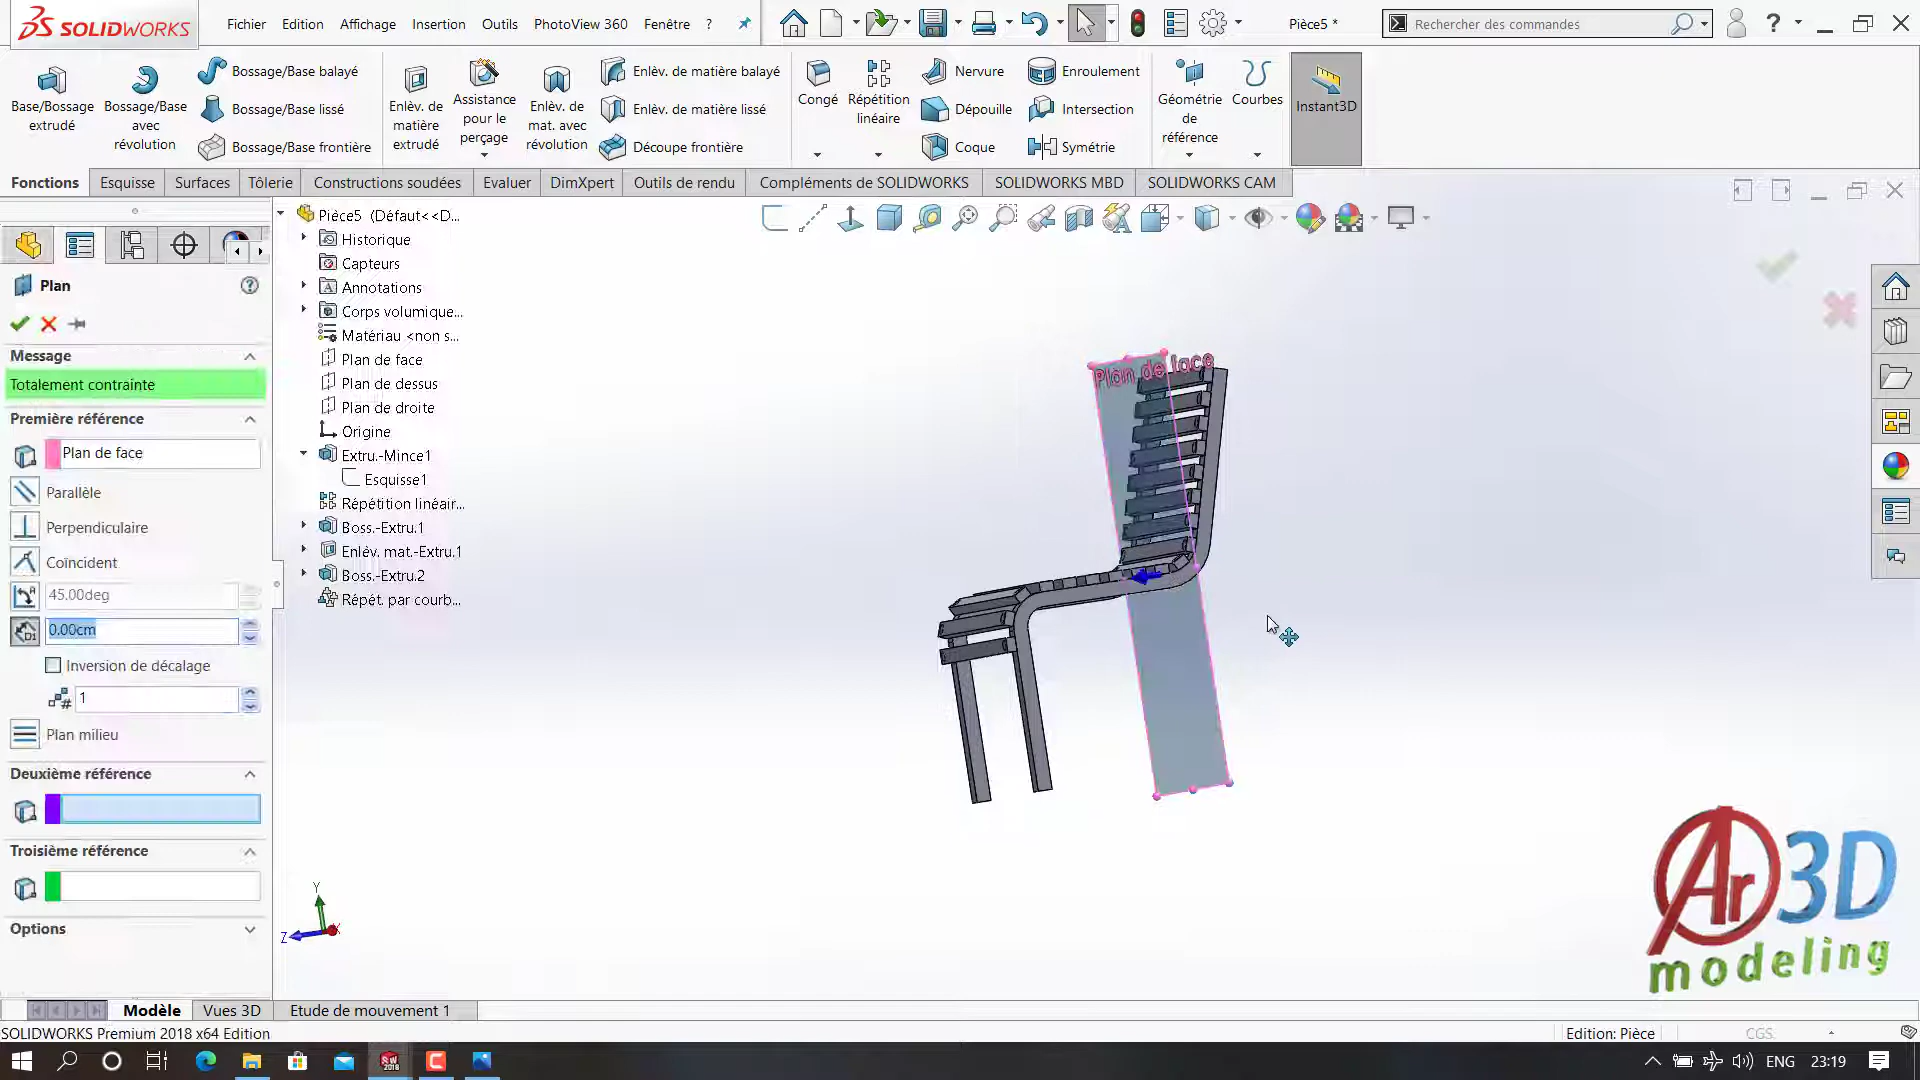 SOLIDWORKS
Fichier Edition Affichage Insertion Outils PhotoView 360 Fenêtre ?
Pièce5 *
Rechercher des commandes
Base/Bossage extrudé
Bossage/Base avec révolution
Bossage/Base balayé
Bossage/Base lissé
Bossage/Base frontière
Enlèv. de matière extrudé
Assistance pour le perçage
Enlèv. de mat. avec révolution
Enlèv. de matière balayé
Enlèv. de matière lissé
Découpe frontière
Congé
Répétition linéaire
Nervure
Dépouille
Coque
Enroulement
Intersection
Symétrie
Géométrie de référence
Courbes
Instant3D
Fonctions Esquisse Surfaces Tôlerie Constructions soudées Evaluer DimXpert Outils de rendu Compléments de SOLIDWORKS SOLIDWORKS MBD SOLIDWORKS CAM
Plan
Message
Totalement contrainte
Première référence
Plan de face
Parallèle
Perpendiculaire
Coïncident
45.00deg
0.00cm
Inversion de décalage
1
Plan milieu
Deuxième référence
Troisième référence
Options
Pièce5 (Défaut<<D...
Historique
Capteurs
Annotations
Corps volumique...
Matériau <non s...
Plan de face
Plan de dessus
Plan de droite
Origine
Extru.-Mince1
Esquisse1
Répétition linéair...
Boss.-Extru.1
Enlèv. mat.-Extru.1
Boss.-Extru.2
Répét. par courb...
Plan de face
Y
Z
X
Ar 3D
modeling
Modèle Vues 3D Etude de mouvement 1
SOLIDWORKS Premium 2018 x64 Edition
Edition: Pièce
CGS
ENG 23:19